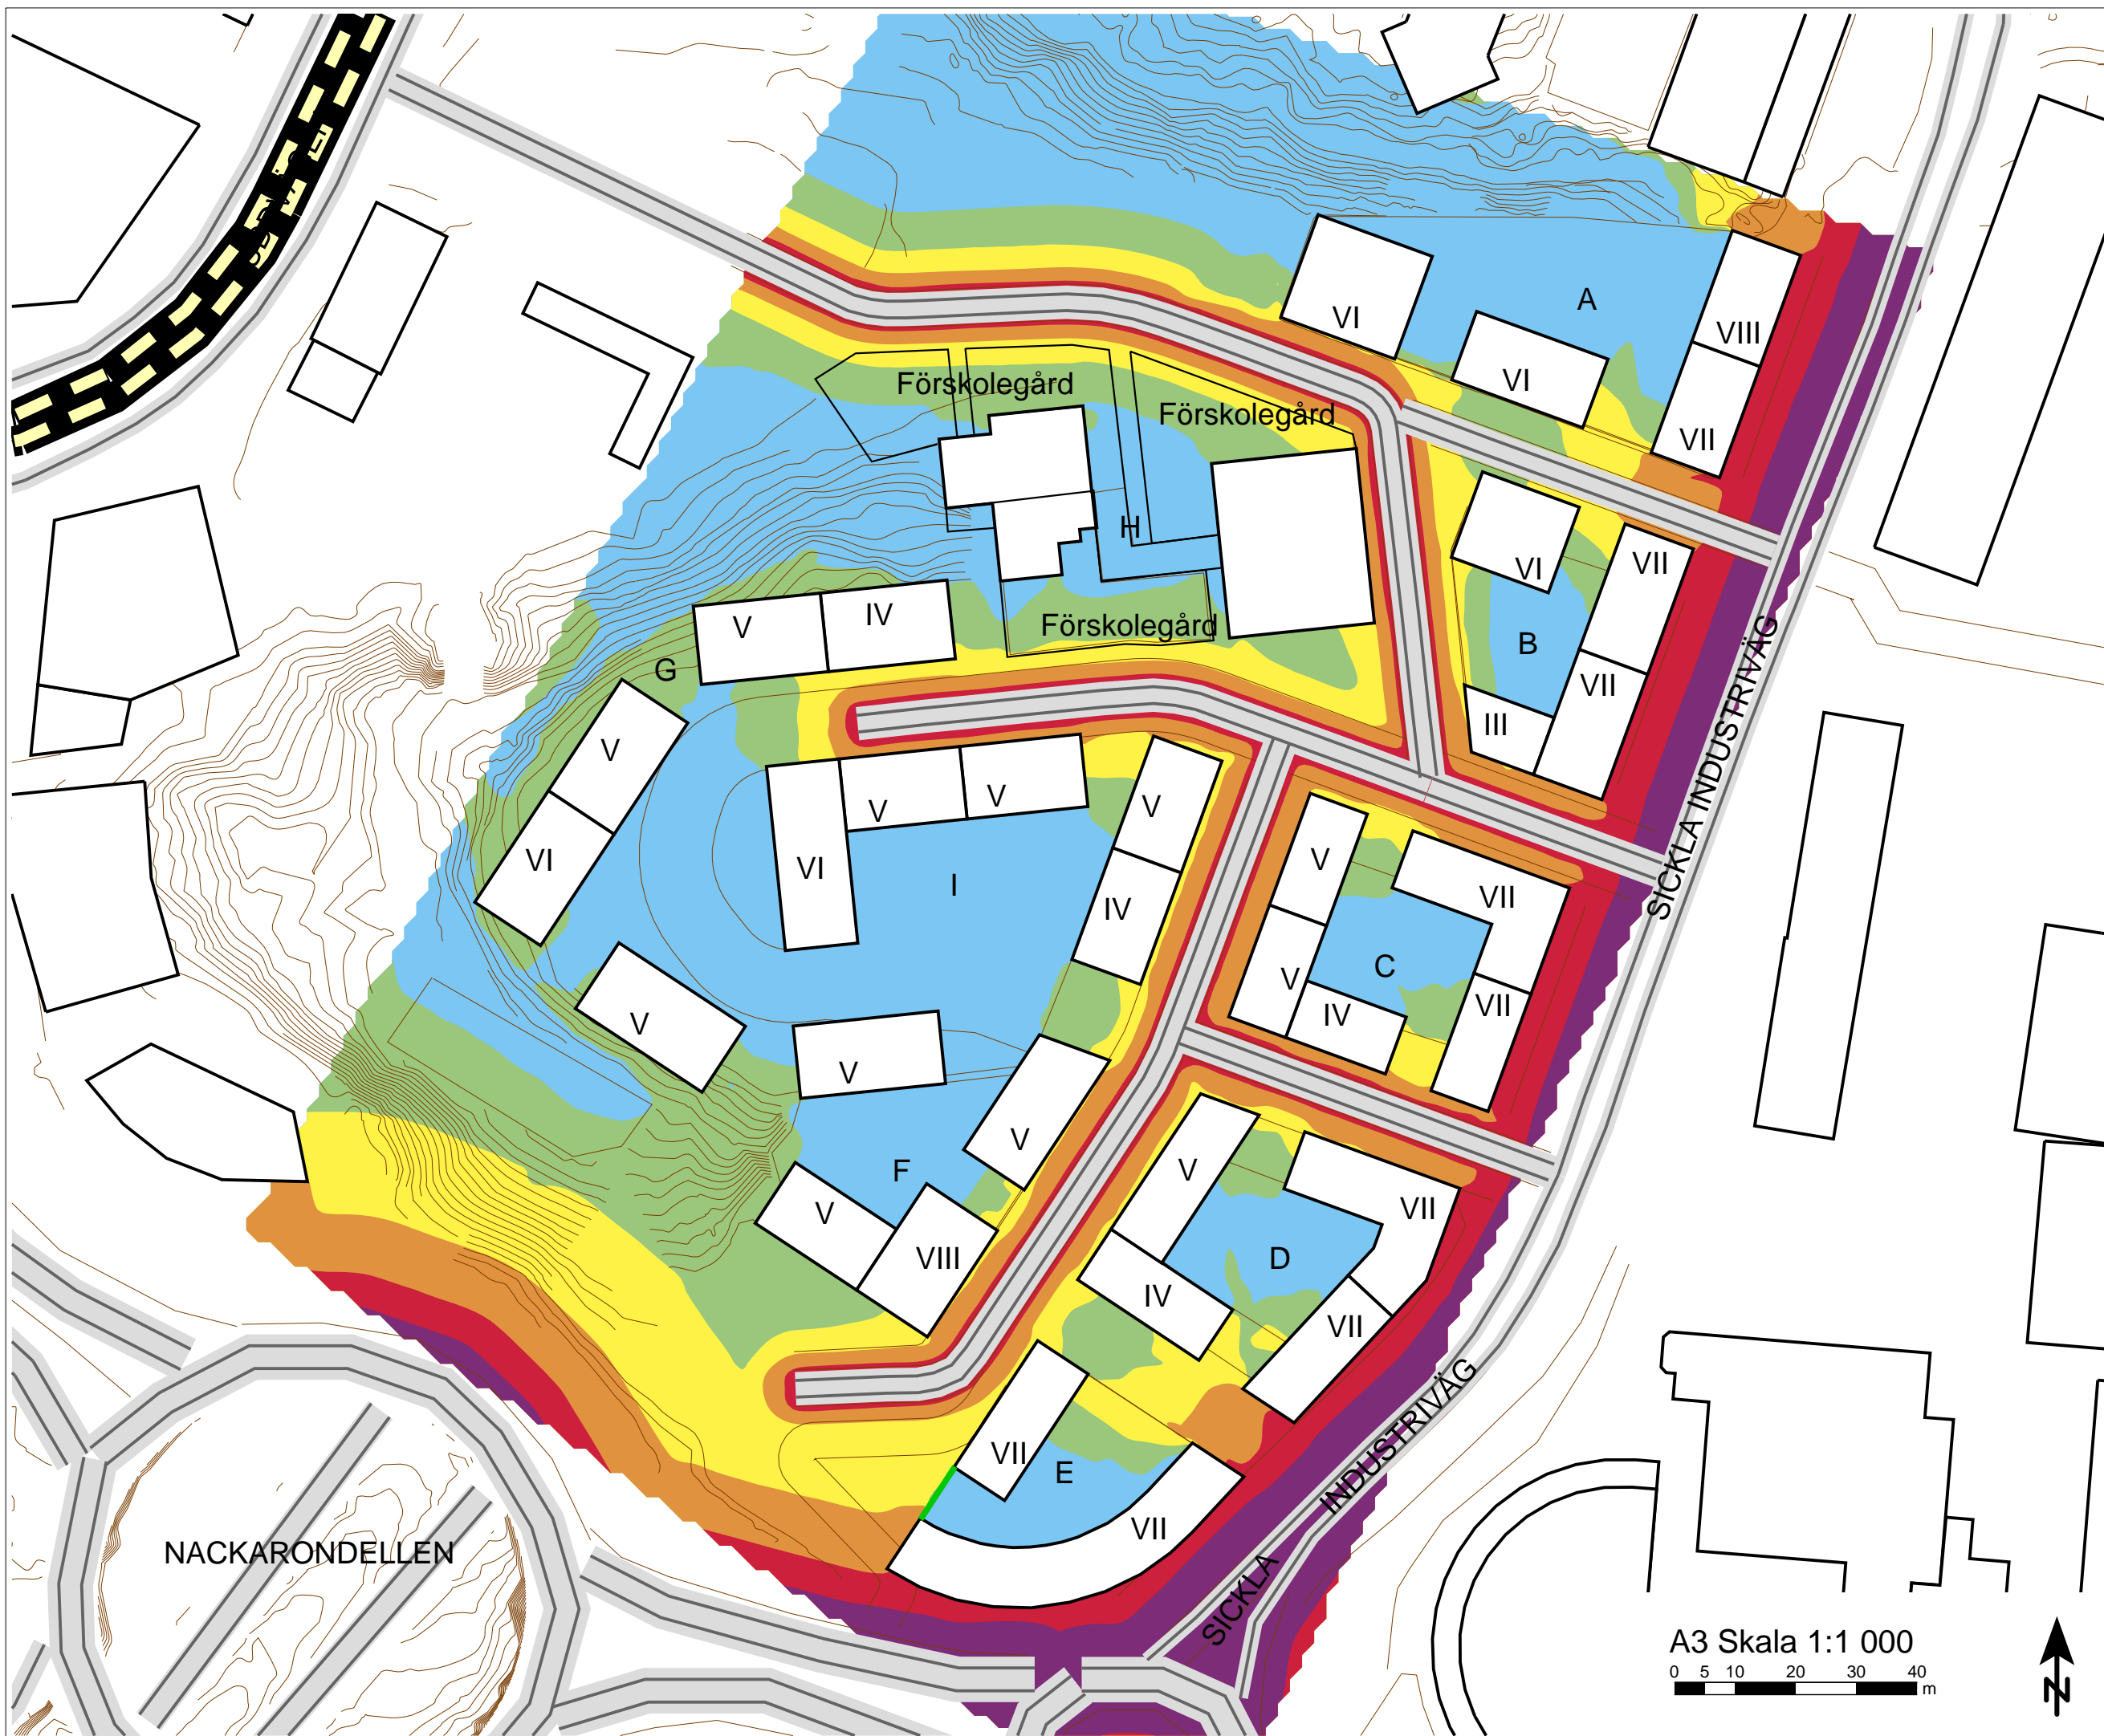 A
VI
VIII
VI
Förskolegård
Förskolegård
VII
H
VI
VII
Förskolegård
V
IV
G
B
VII
III
V
SICKLA INDUSTRIVÄG
V
V
V
VI
VI
I
V
VII
IV
C
V
VII
IV
V
V
V
V
F
V
VII
VIII
D
IV
VII
VII
E
VII
INDUSTRIVÄG
SICKLA
NACKARONDELLEN
A3 Skala 1:1 000
0 5 10 20 30 40
m
N